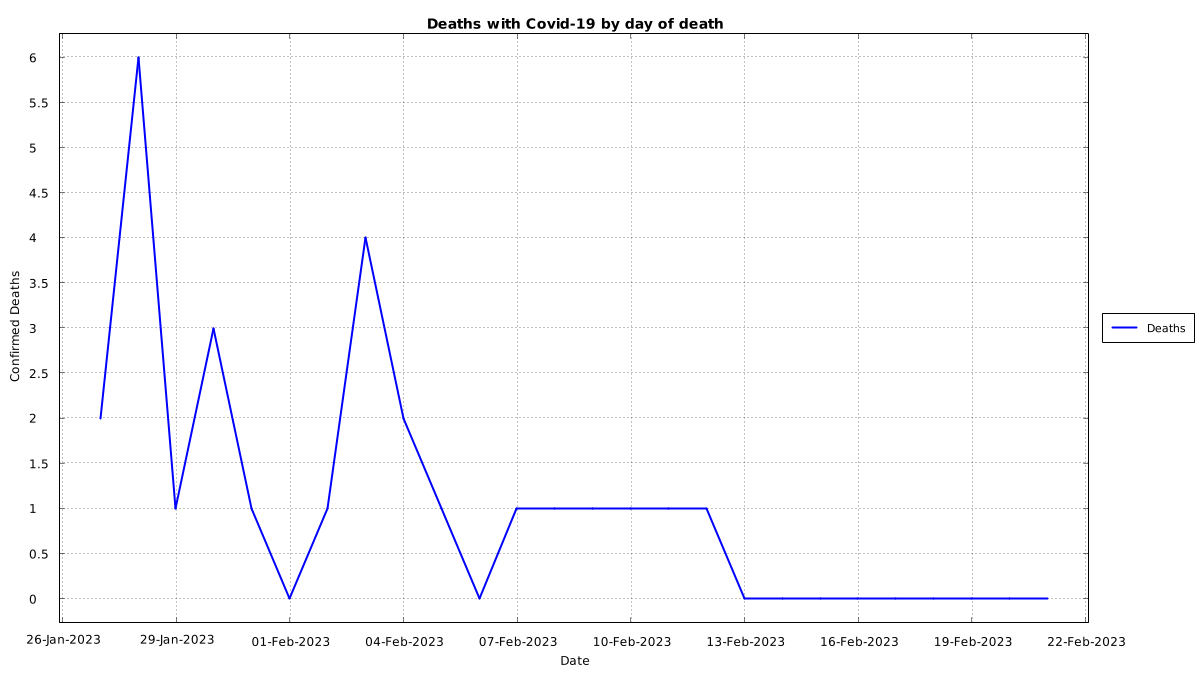 Deaths with Covid-19 by day of death
6
5.5
5
4.5
4
3.5
3
2.5
2
1.5
1
0.5
0
Confirmed Deaths
26-Jan-2023 29-Jan-2023 01-Feb-2023 04-Feb-2023 07-Feb-2023 10-Feb-2023 13-Feb-2023 16-Feb-2023 19-Feb-2023 22-Feb-2023
Date
Deaths